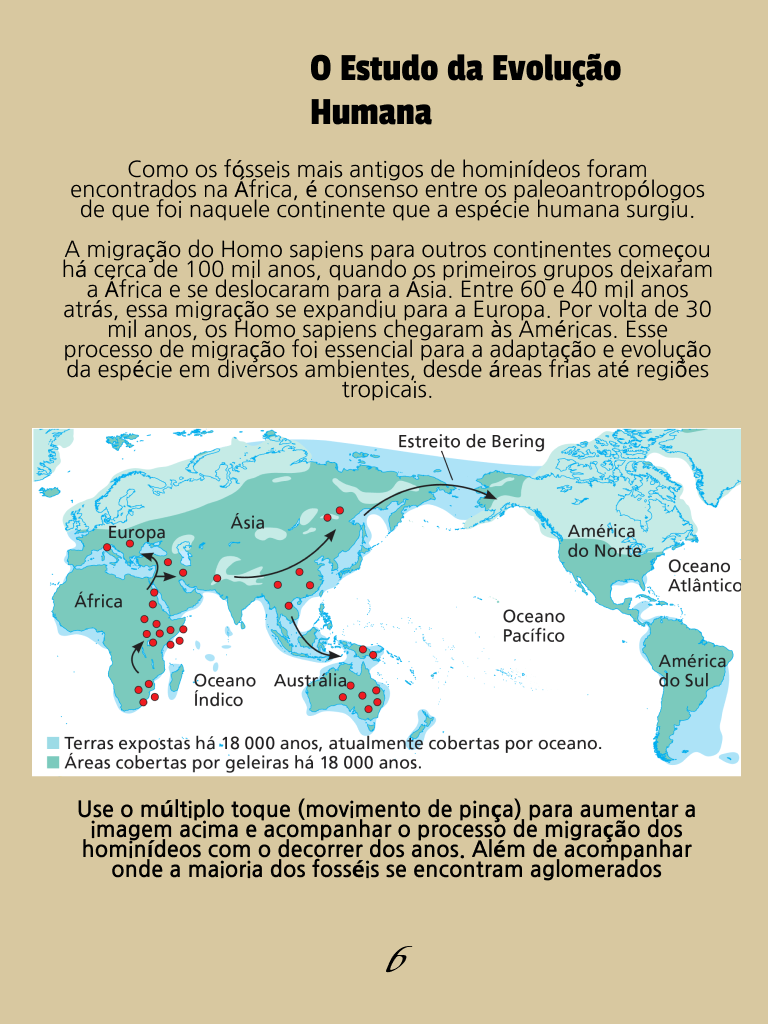 O Estudo da Evolução
Humana
Como os fósseis mais antigos de hominídeos foram
encontrados na África, é consenso entre os paleoantropólogos
de que foi naquele continente que a espécie humana surgiu.
A migração do Homo sapiens para outros continentes começou
há cerca de 100 mil anos, quando os primeiros grupos deixaram
a África e se deslocaram para a Ásia. Entre 60 e 40 mil anos
atrás, essa migração se expandiu para a Europa. Por volta de 30
mil anos, os Homo sapiens chegaram às Américas. Esse
processo de migração foi essencial para a adaptação e evolução
da espécie em diversos ambientes, desde áreas frias até regiões
tropicais.
Estreito de Bering
Ásia
Europa
América
do Norte
Oceano
Atlântico
África
Oceano
Pacífico
América
do Sul
Oceano
Índico
Austrália
Terras expostas há 18 000 anos, atualmente cobertas por oceano.
Áreas cobertas por geleiras há 18 000 anos.
Use o múltiplo toque (movimento de pinça) para aumentar a
imagem acima e acompanhar o processo de migração dos
hominídeos com o decorrer dos anos. Além de acompanhar
onde a maioria dos fosséis se encontram aglomerados
6